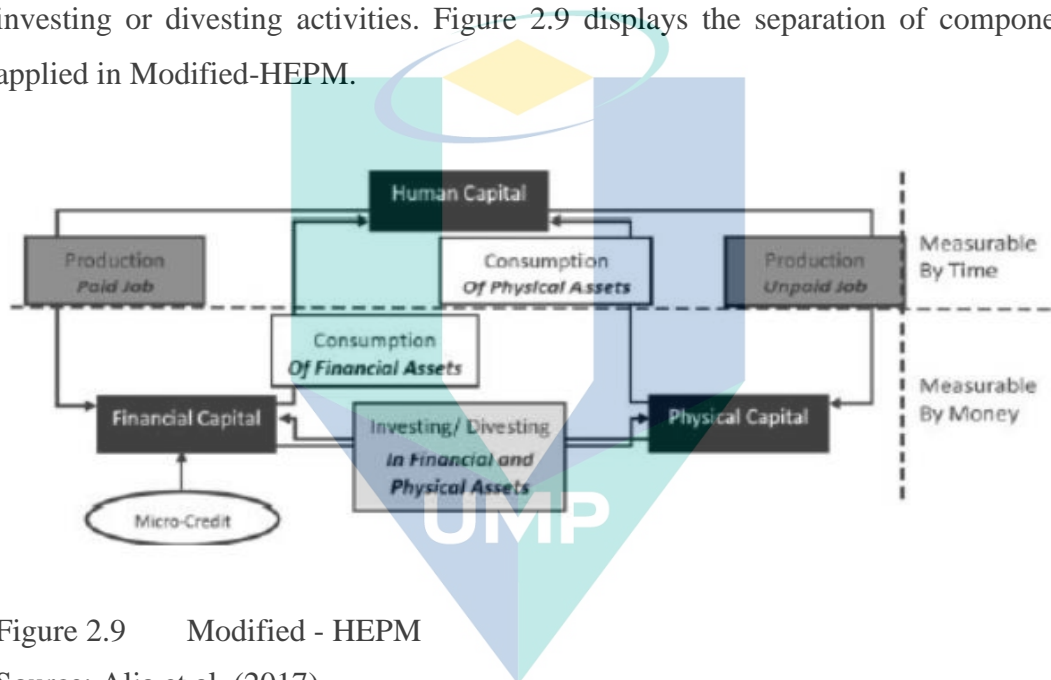 investing or divesting activities. Figure 2.9 displays the separation of compone
applied in Modified-HEPM.
Human Capital
Production
Paid Job
Consumption
Of Physical Assets
Production
Unpaid Job
Measurable
By Time
Consumption
Of Financial Assets
Measurable
By Money
Financial Capital
Investing/ Divesting
In Financial and
Physical Assets
Physical Capital
Micro-Credit
UMP
Figure 2.9 Modified - HEPM